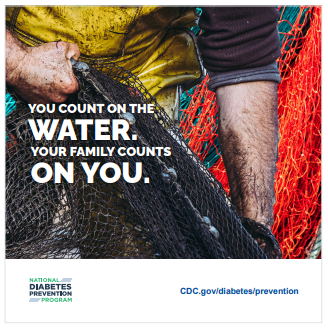 YOU COUNT ON THE
WATER.
YOUR FAMILY COUNTS
ON YOU.
NATIONAL
DIABETES
PREVENTION
PROGRAM
CDC.gov/diabetes/prevention